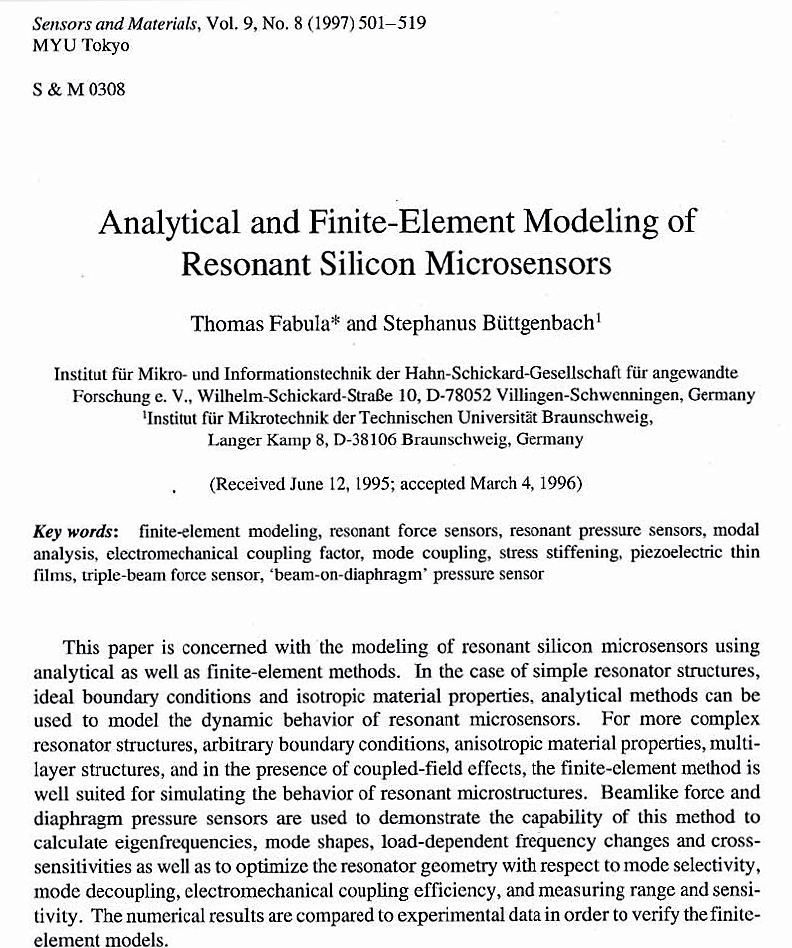 Sensors and Materials, Vol. 9, No. 8 (1997) 501–519
MYU Tokyo
S & M 0308
Analytical and Finite-Element Modeling of
Resonant Silicon Microsensors
Thomas Fabula* and Stephanus Büttgenbach¹
Institut für Mikro- und Informationstechnik der Hahn-Schickard-Gesellschaft für angewandte
Forschung e. V., Wilhelm-Schickard-Straße 10, D-78052 Villingen-Schwenningen, Germany
¹Institut für Mikrotechnik der Technischen Universität Braunschweig,
Langer Kamp 8, D-38106 Braunschweig, Germany
(Received June 12, 1995; accepted March 4, 1996)
Key words: finite-element modeling, resonant force sensors, resonant pressure sensors, modal
analysis, electromechanical coupling factor, mode coupling, stress stiffening, piezoelectric thin
films, triple-beam force sensor, ‘beam-on-diaphragm’ pressure sensor
This paper is concerned with the modeling of resonant silicon microsensors using
analytical as well as finite-element methods. In the case of simple resonator structures,
ideal boundary conditions and isotropic material properties, analytical methods can be
used to model the dynamic behavior of resonant microsensors. For more complex
resonator structures, arbitrary boundary conditions, anisotropic material properties, multi-
layer structures, and in the presence of coupled-field effects, the finite-element method is
well suited for simulating the behavior of resonant microstructures. Beamlike force and
diaphragm pressure sensors are used to demonstrate the capability of this method to
calculate eigenfrequencies, mode shapes, load-dependent frequency changes and cross-
sensitivities as well as to optimize the resonator geometry with respect to mode selectivity,
mode decoupling, electromechanical coupling efficiency, and measuring range and sensi-
tivity. The numerical results are compared to experimental data in order to verify the finite-
element models.